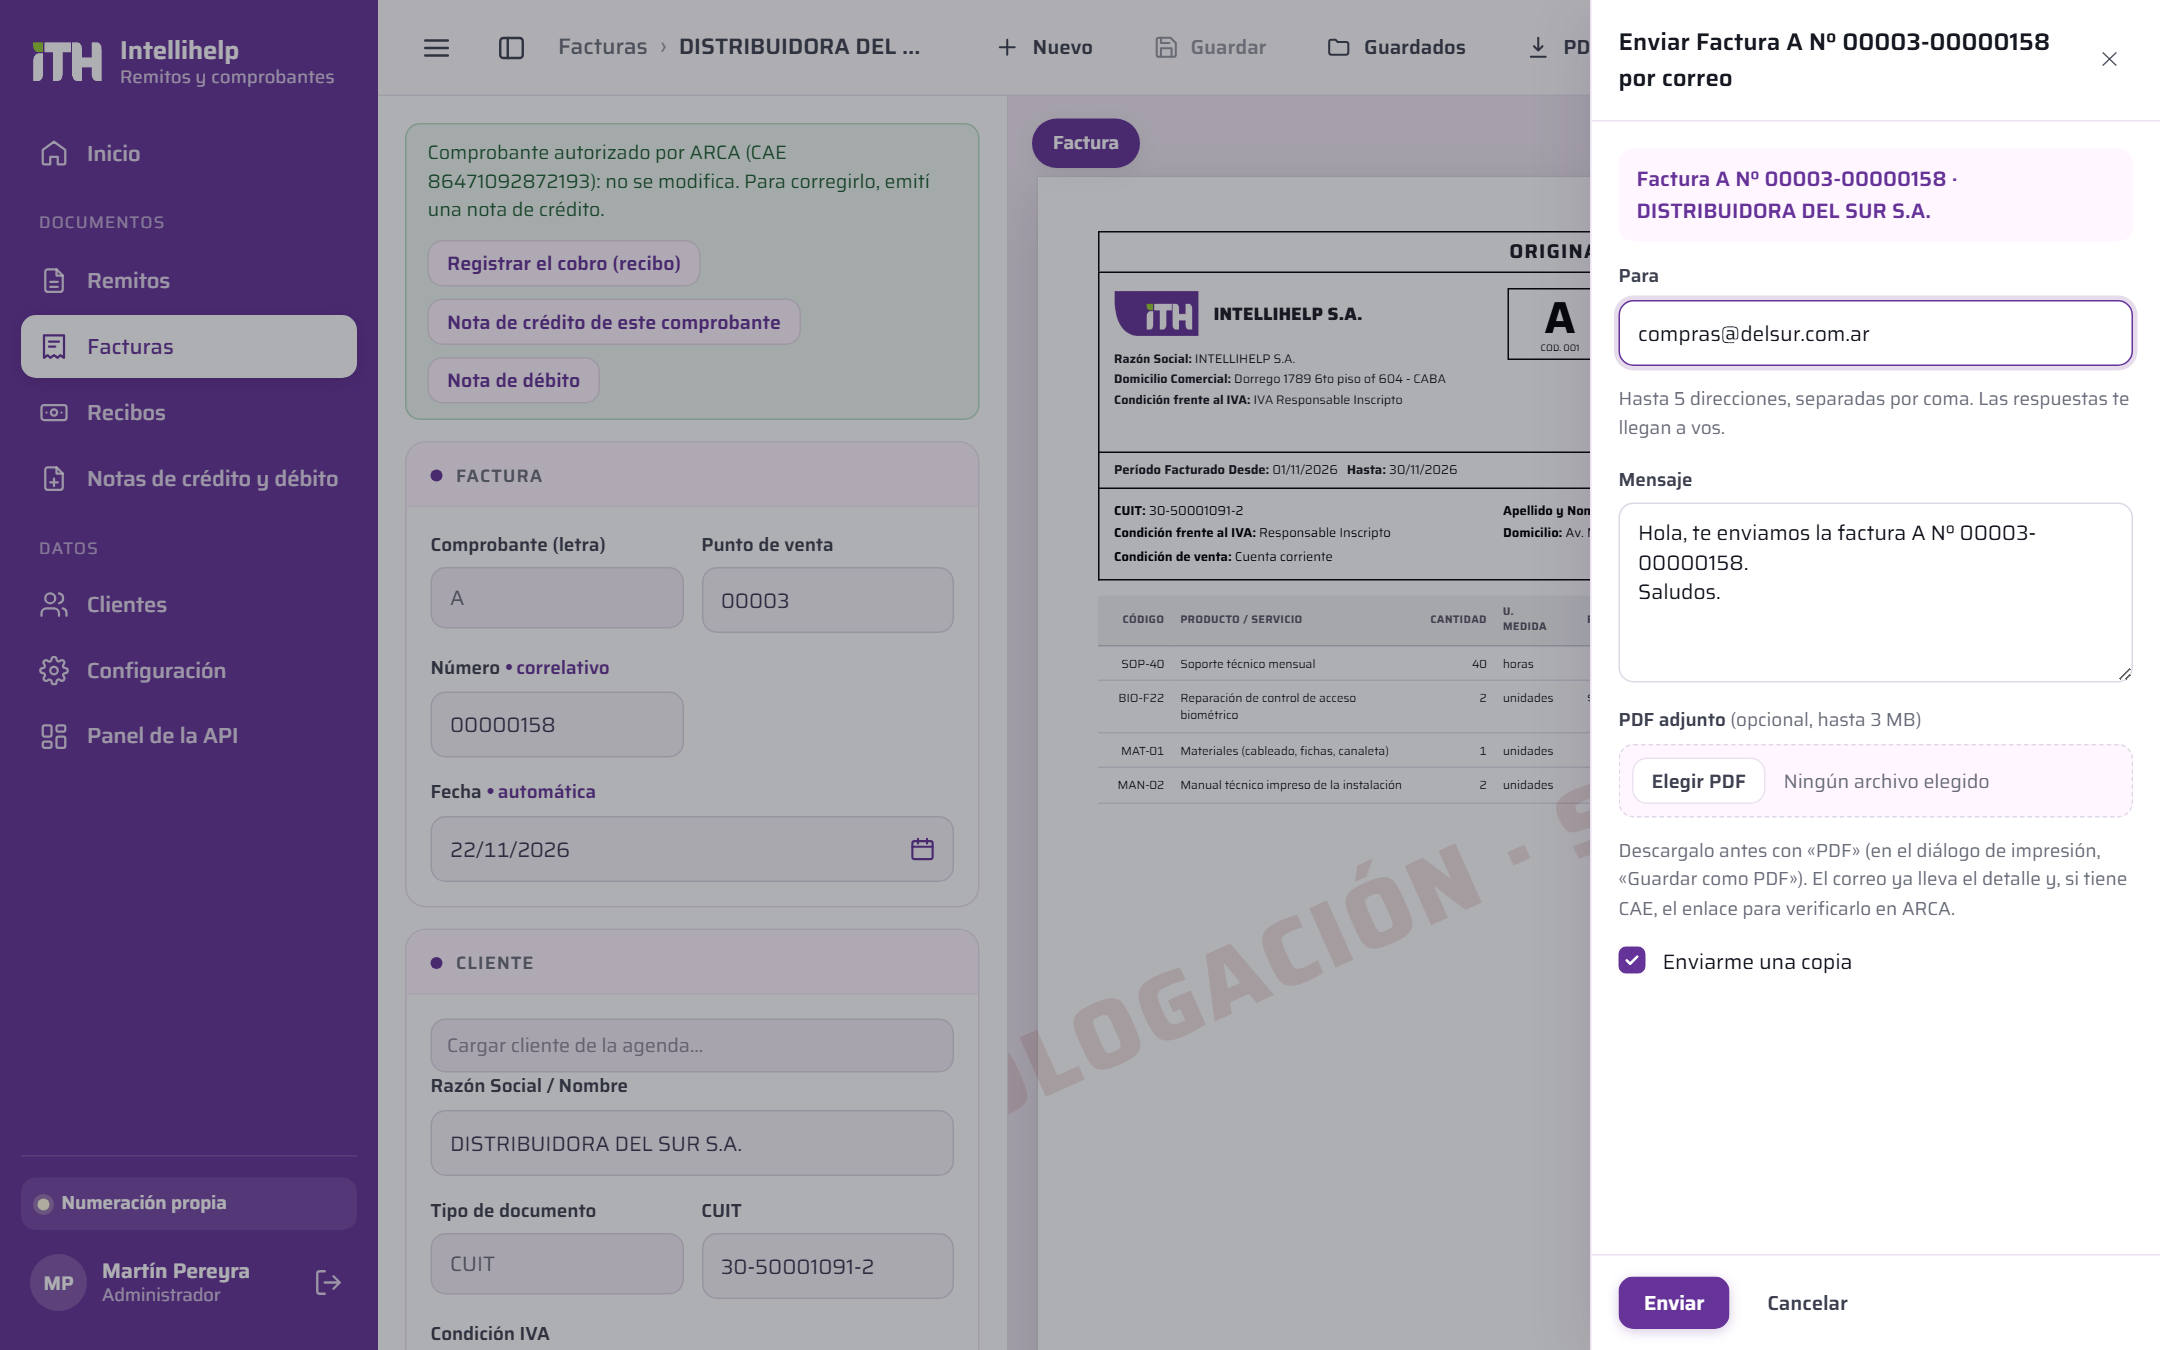 iTH
Intellihelp
Remitos y comprobantes
Inicio
DOCUMENTOS
Remitos
Facturas
Recibos
Notas de crédito y débito
DATOS
Clientes
Configuración
Panel de la API
Numeración propia
MP
Martín Pereyra
Administrador
Facturas › DISTRIBUIDORA DEL ...
Nuevo
Guardar
Guardados
PD
Comprobante autorizado por ARCA (CAE
86471092872193): no se modifica. Para corregirlo, emití
una nota de crédito.
Registrar el cobro (recibo)
Nota de crédito de este comprobante
Nota de débito
FACTURA
Comprobante (letra)
Punto de venta
A
00003
Número • correlativo
00000158
Fecha • automática
22/11/2026
CLIENTE
Cargar cliente de la agenda...
Razón Social / Nombre
DISTRIBUIDORA DEL SUR S.A.
Tipo de documento
CUIT
CUIT
30-50001091-2
Condición IVA
Factura
ORIGINA
iTH
INTELLIHELP S.A.
A
COD. 001
Razón Social: INTELLIHELP S.A.
Domicilio Comercial: Dorrego 1789 6to piso of 604 - CABA
Condición frente al IVA: IVA Responsable Inscripto
Período Facturado Desde: 01/11/2026 Hasta: 30/11/2026
CUIT: 30-50001091-2
Apellido y Nom
Condición frente al IVA: Responsable Inscripto
Domicilio: Av.
Condición de venta: Cuenta corriente
CÓDIGO PRODUCTO / SERVICIO CANTIDAD U. MEDIDA
SOP-40 Soporte técnico mensual 40 horas
BIO-F22 Reparación de control de acceso biométrico 2 unidades
MAT-01 Materiales (cableado, fichas, canaleta) 1 unidades
MAN-02 Manual técnico impreso de la instalación 2 unidades
OLOGACIÓN · S
Enviar Factura A Nº 00003-00000158
por correo
Factura A Nº 00003-00000158 ·
DISTRIBUIDORA DEL SUR S.A.
Para
compras@delsur.com.ar
Hasta 5 direcciones, separadas por coma. Las respuestas te
llegan a vos.
Mensaje
Hola, te enviamos la factura A Nº 00003-
00000158.
Saludos.
PDF adjunto (opcional, hasta 3 MB)
Elegir PDF
Ningún archivo elegido
Descargalo antes con «PDF» (en el diálogo de impresión,
«Guardar como PDF»). El correo ya lleva el detalle y, si tiene
CAE, el enlace para verificarlo en ARCA.
Enviarme una copia
Enviar
Cancelar